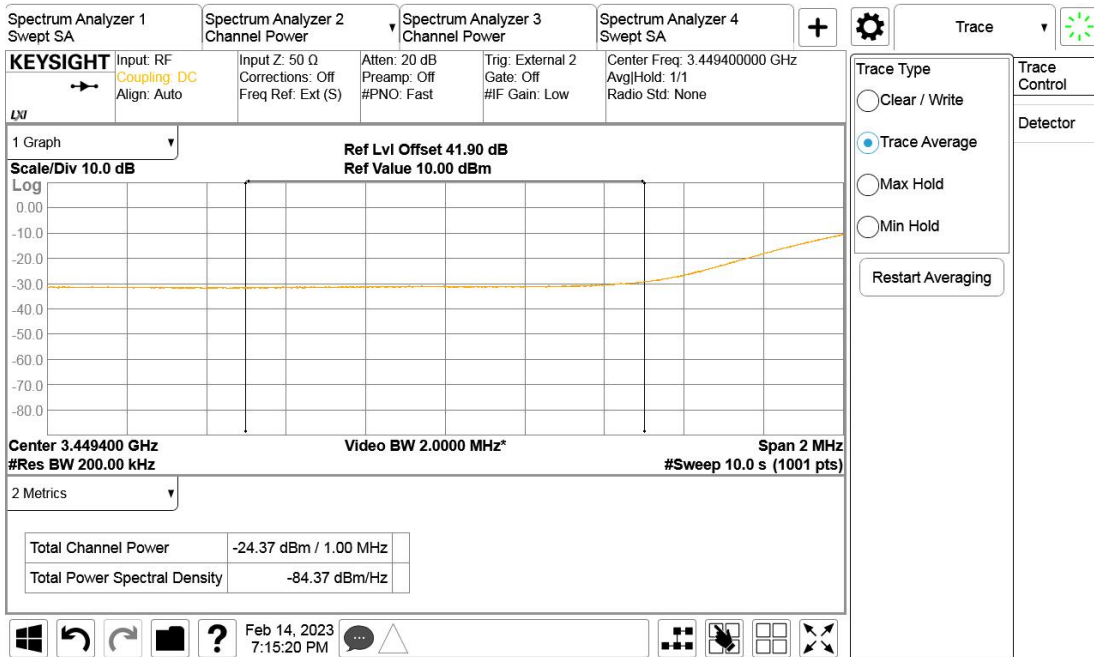 Spectrum Analyzer 1
Swept SA
Spectrum Analyzer 2
Channel Power
Spectrum Analyzer 3
Channel Power
Spectrum Analyzer 4
Swept SA
+
Trace
KEYSIGHT
LXI
Input: RF
Coupling: DC
Align: Auto
Input Z: 50 Ω
Corrections: Off
Freq Ref: Ext (S)
Atten: 20 dB
Preamp: Off
#PNO: Fast
Trig: External 2
Gate: Off
#IF Gain: Low
Center Freq: 3.449400000 GHz
Avg|Hold: 1/1
Radio Std: None
Trace Type
Clear / Write
Trace Average
Max Hold
Min Hold
Restart Averaging
Trace
Control
Detector
1 Graph
Scale/Div 10.0 dB
Ref Lvl Offset 41.90 dB
Ref Value 10.00 dBm
Log
0.00
-10.0
-20.0
-30.0
-40.0
-50.0
-60.0
-70.0
-80.0
Center 3.449400 GHz
#Res BW 200.00 kHz
Video BW 2.0000 MHz*
Span 2 MHz
#Sweep 10.0 s (1001 pts)
2 Metrics
Total Channel Power -24.37 dBm / 1.00 MHz
Total Power Spectral Density -84.37 dBm/Hz
?
Feb 14, 2023
7:15:20 PM